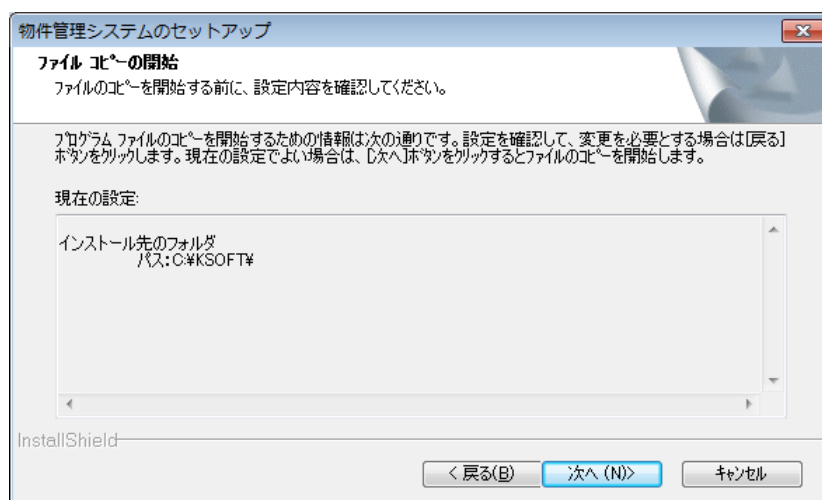 物件管理システムのセットアップ
ファイル コピーの開始
ファイルのコピーを開始する前に、設定内容を確認してください。
プログラム ファイルのコピーを開始するための情報は次の通りです。設定を確認して、変更を必要とする場合は[戻る]
ボタンをクリックします。現在の設定でよい場合は、[次へ]ボタンをクリックするとファイルのコピーを開始します。
現在の設定:
インストール先のフォルダ
パス:C:¥KSOFT¥
InstallShield
< 戻る(B)
次へ (N)>
キャンセル